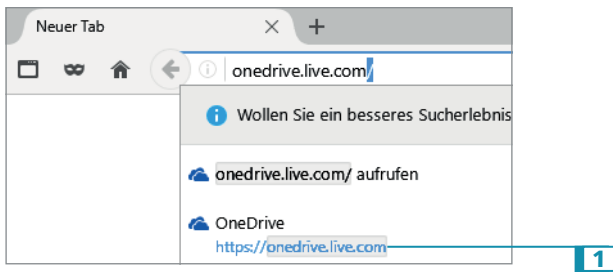 Neuer Tab
onedrive.live.com/
Wollen Sie ein besseres Sucherlebnis
onedrive.live.com/ aufrufen
OneDrive
https://onedrive.live.com
1